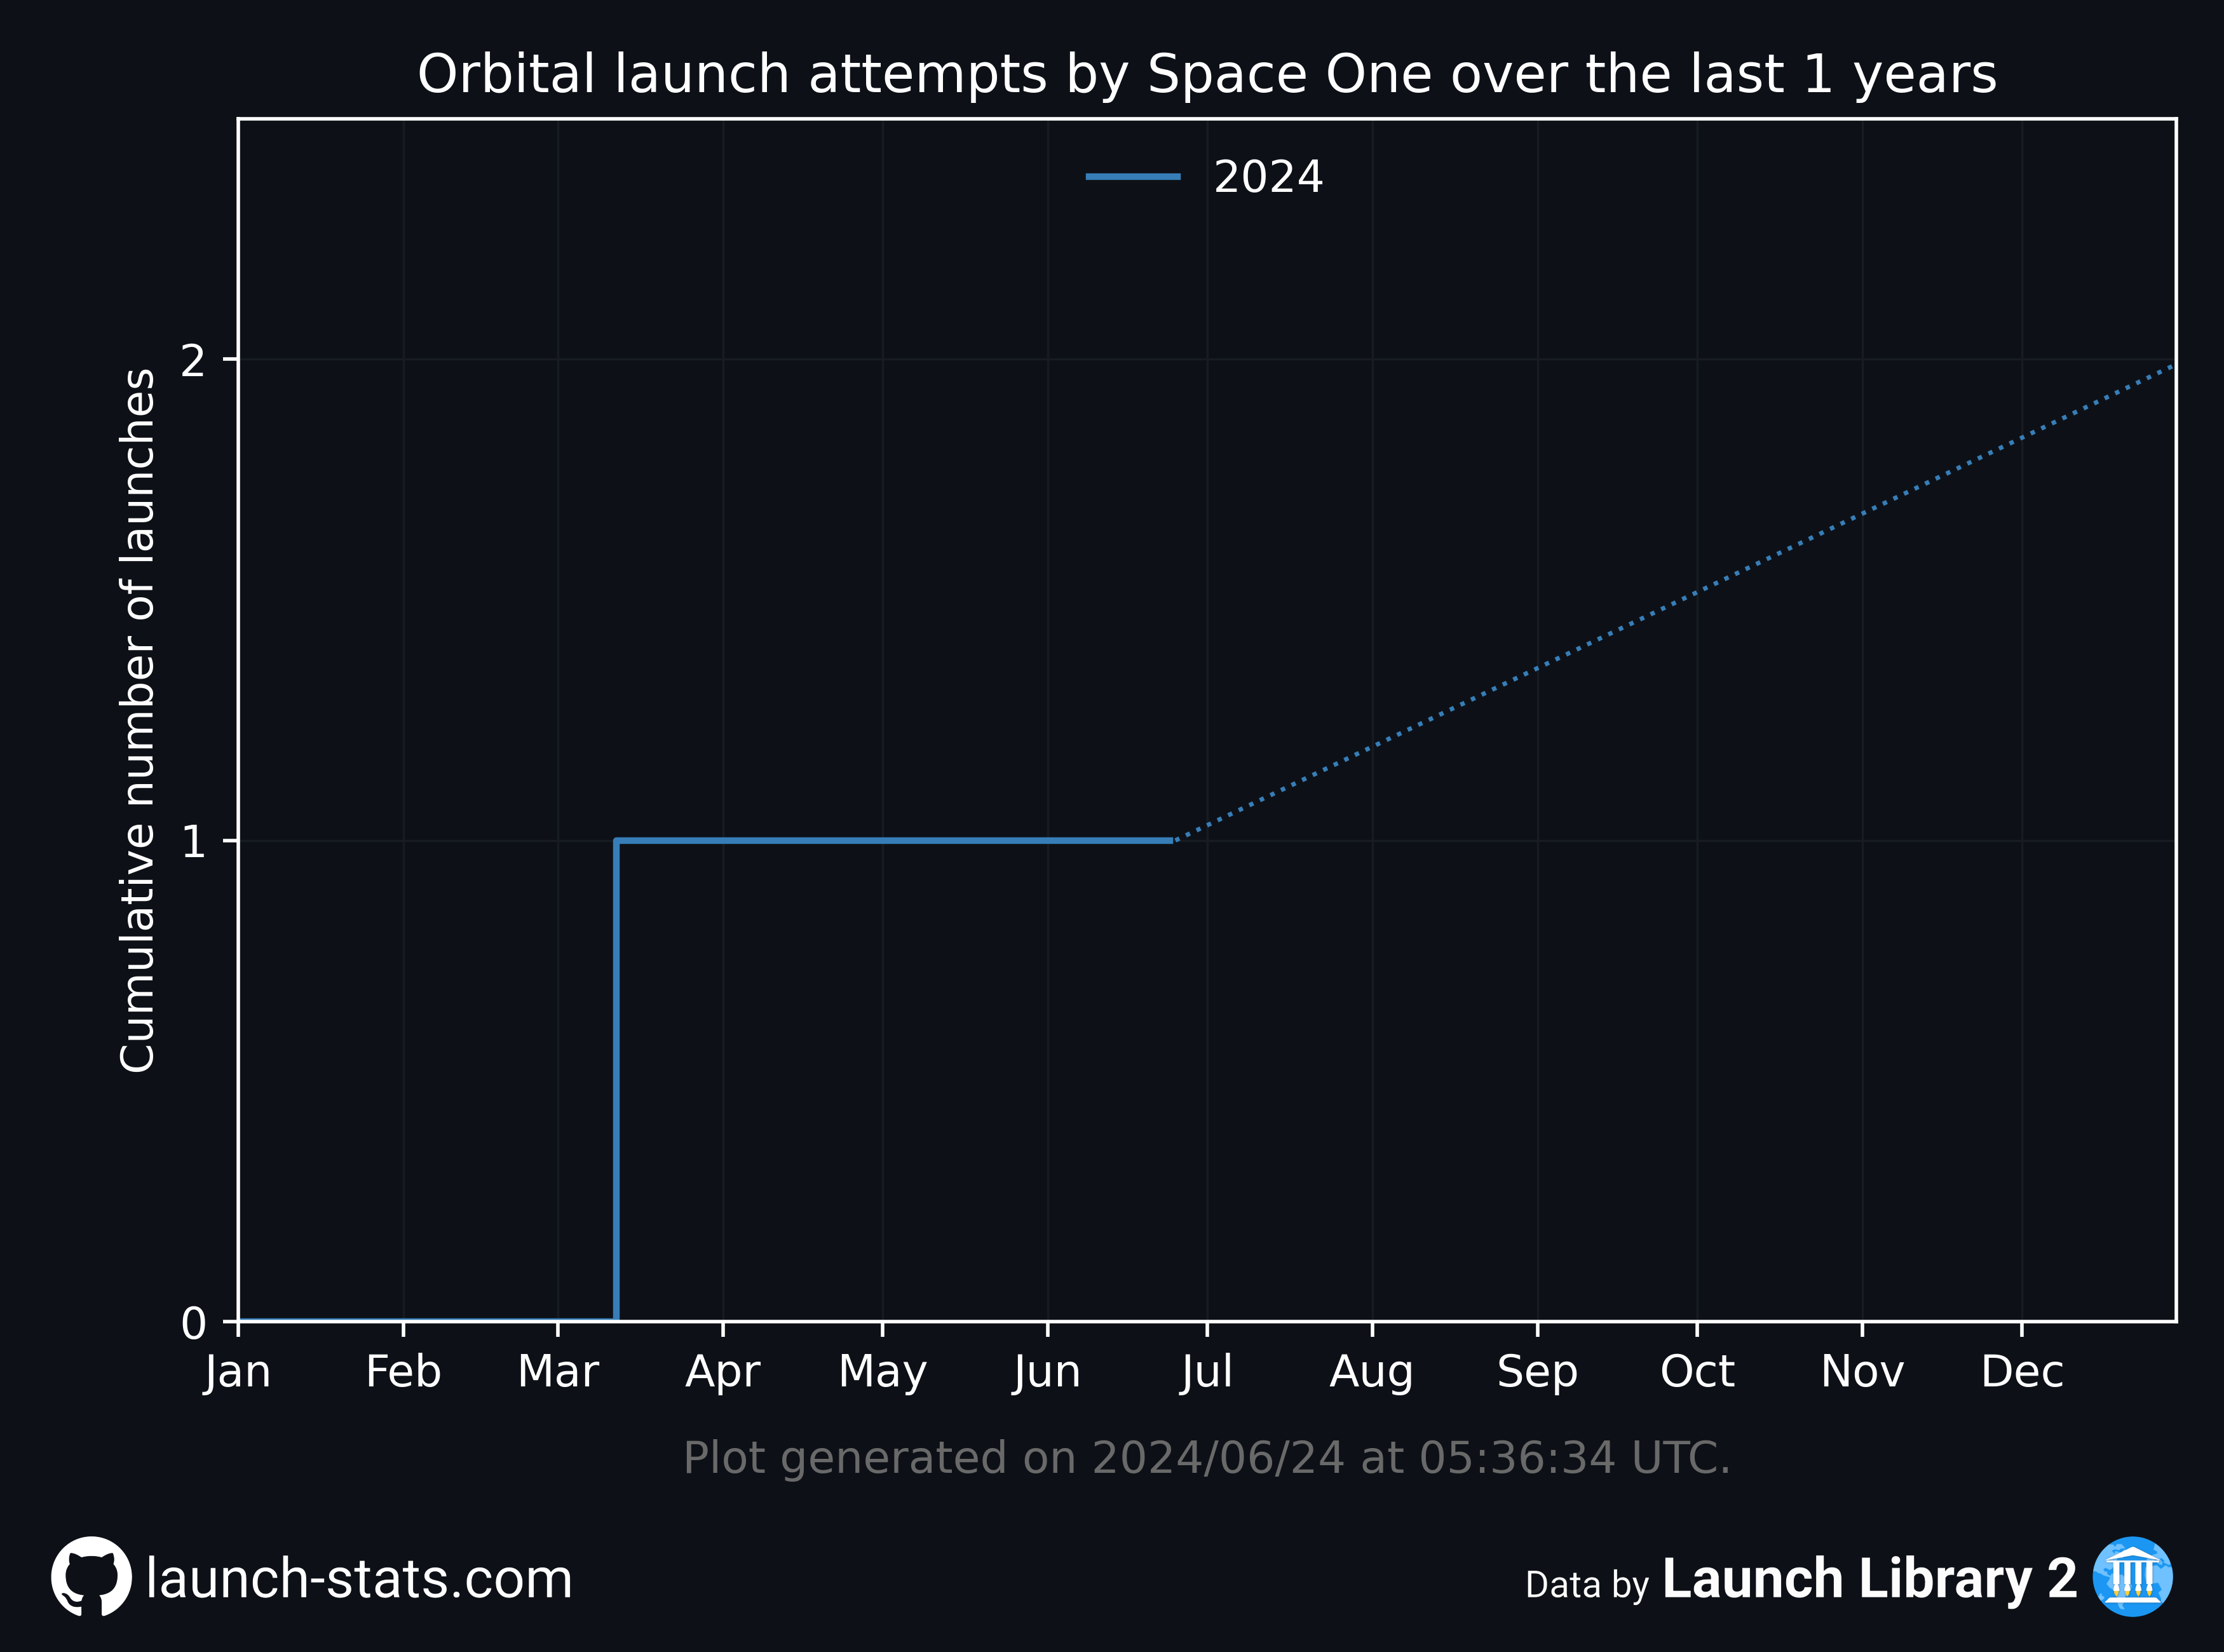 Orbital launch attempts by Space One over the last 1 years
2024
Cumulative number of launches
2
1
0
Jan Feb Mar Apr May Jun Jul Aug Sep Oct Nov Dec
Plot generated on 2024/06/24 at 05:36:34 UTC.
launch-stats.com
Data by Launch Library 2